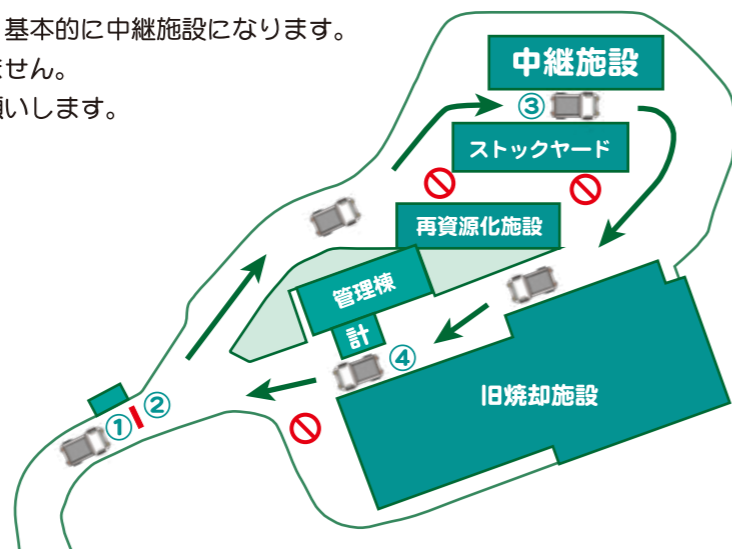 基本的に中継施設になります。
ません。
願いします。
中継施設
③
ストックヤード
再資源化施設
管理棟
計
④
旧焼却施設
①
②